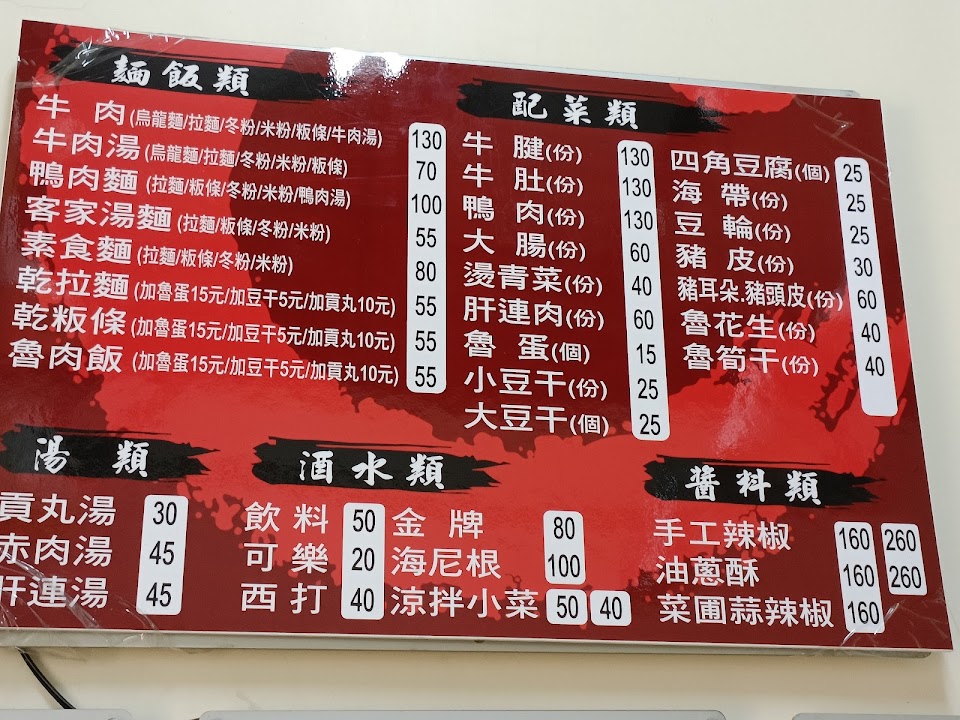 麵飯類
牛 肉(烏龍麵/拉麵/冬粉/米粉/粄條/牛肉湯) 130
牛肉湯(烏龍麵/拉麵/冬粉/米粉/粄條) 70
鴨肉麵(拉麵/粄條/冬粉/米粉/鴨肉湯) 100
客家湯麵(拉麵/粄條/冬粉/米粉) 55
素食麵(拉麵/粄條/冬粉/米粉) 80
乾拉麵(加魯蛋15元/加豆干5元/加貢丸10元) 55
乾粄條(加魯蛋15元/加豆干5元/加貢丸10元) 55
魯肉飯(加魯蛋15元/加豆干5元/加貢丸10元) 55
配菜類
牛 腱(份) 130
牛 肚(份) 130
鴨 肉(份) 130
大 腸(份) 60
燙青菜(份) 40
肝連肉(份) 60
魯 蛋(個) 15
小豆干(份) 25
大豆干(個) 25
四角豆腐(個) 25
海 帶(份) 25
豆 輪(份) 25
豬 皮(份) 30
豬耳朵.豬頭皮(份) 60
魯花生(份) 40
魯筍干(份) 40
湯 類
貢丸湯 30
赤肉湯 45
肝連湯 45
酒水類
飲料 50
可樂 20
西打 40
金牌 80
海尼根 100
涼拌小菜 50 40
醬料類
手工辣椒 160 260
油蔥酥 160 260
菜圃蒜辣椒 160